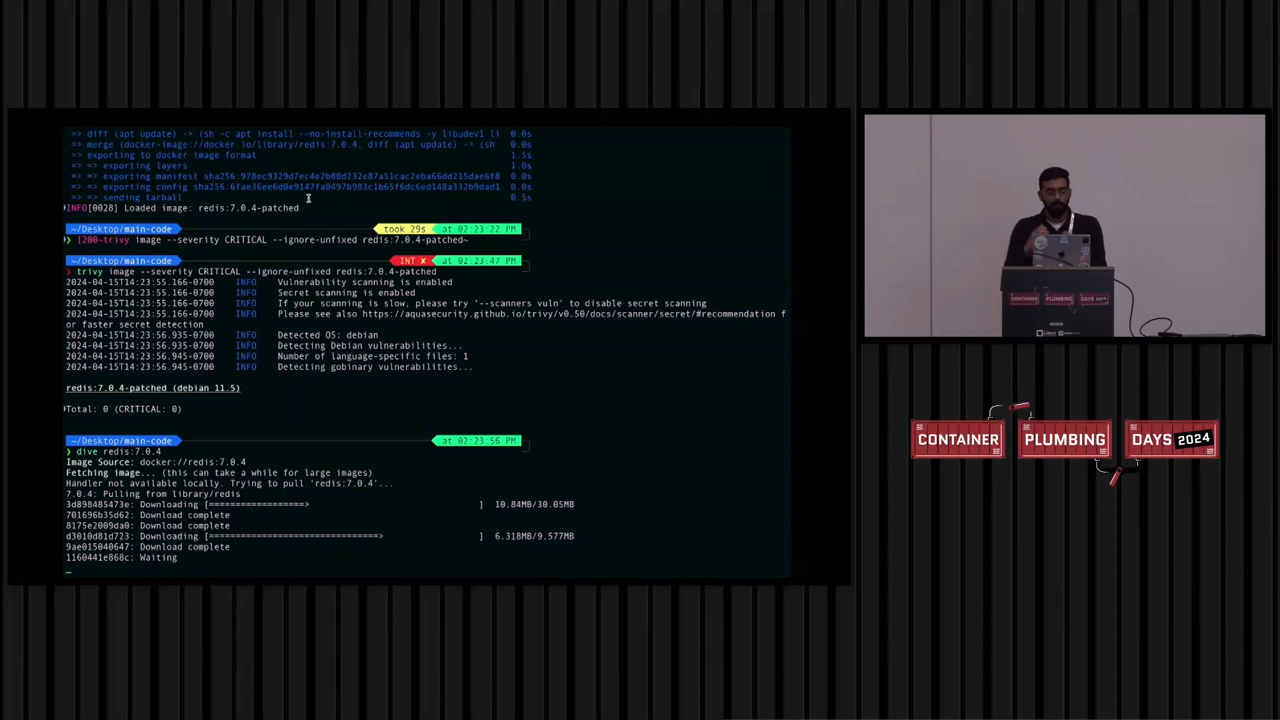 => diff (apt update) -> (sh -c apt install --no-install-recommends -y libudev1 li 0.0s
=> merge (docker-image://docker.io/library/redis:7.0.4, diff (apt update) -> (sh 0.0s
=> exporting to docker image format 1.5s
=> => exporting layers 1.0s
=> => exporting manifest sha256:978ec9329d7ec4e2b80d232e87a51cac2eba66dd2115d5ae6f8 0.0s
=> => exporting config sha256:6fae36ee6d0e9147fa0497b983c1b65f6dc6ed148a332b9dad1 0.0s
=> => sending tarball 0.5s
INFO[0028] Loaded image: redis:7.0.4-patched
~/Desktop/main-code took 29s at 02:23:22 PM
❯ [200~trivy image --severity CRITICAL --ignore-unfixed redis:7.0.4-patched~
~/Desktop/main-code INT ✘ at 02:23:47 PM
❯ trivy image --severity CRITICAL --ignore-unfixed redis:7.0.4-patched
2024-04-15T14:23:55.166-0700 INFO Vulnerability scanning is enabled
2024-04-15T14:23:55.166-0700 INFO Secret scanning is enabled
2024-04-15T14:23:55.166-0700 INFO If your scanning is slow, please try '--scanners vuln' to disable secret scanning
2024-04-15T14:23:55.166-0700 INFO Please see also https://aquasecurity.github.io/trivy/v0.50/docs/scanner/secret/#recommendation f
or faster secret detection
2024-04-15T14:23:56.935-0700 INFO Detected OS: debian
2024-04-15T14:23:56.935-0700 INFO Detecting Debian vulnerabilities...
2024-04-15T14:23:56.945-0700 INFO Number of language-specific files: 1
2024-04-15T14:23:56.945-0700 INFO Detecting gobinary vulnerabilities...
redis:7.0.4-patched (debian 11.5)
Total: 0 (CRITICAL: 0)
~/Desktop/main-code at 02:23:56 PM
❯ dive redis:7.0.4
Image Source: docker://redis:7.0.4
Fetching image... (this can take a while for large images)
Handler not available locally. Trying to pull 'redis:7.0.4'...
7.0.4: Pulling from library/redis
3d898485473e: Downloading [==================> ] 10.84MB/30.05MB
701696b35d62: Download complete
8175e2009da0: Download complete
d3010d81d723: Downloading [================================> ] 6.318MB/9.577MB
9ae015040647: Download complete
1160441e868c: Waiting
CONTAINER PLUMBING DAYS 2024
CONTAINER PLUMBING DAYS 2024